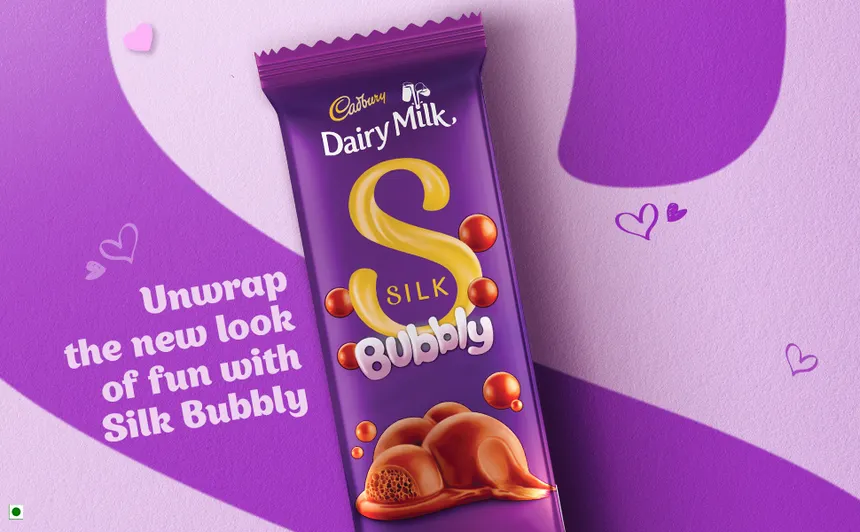 Cadbury
Dairy Milk
S
SILK
Bubbly
Unwrap
the new look
of fun with
Silk Bubbly